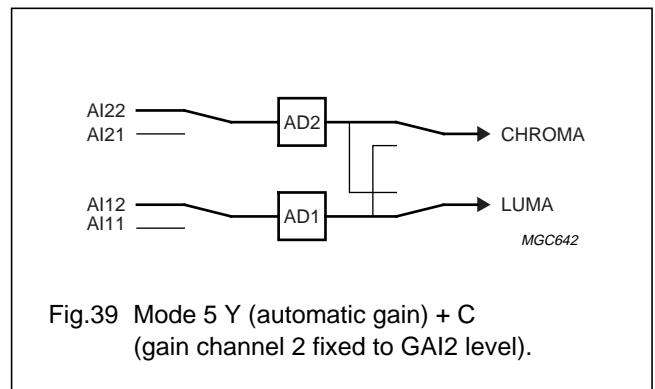 AI22
AI21
AD2
CHROMA
AI12
AI11
AD1
LUMA
MGC642
Fig.39 Mode 5 Y (automatic gain) + C
(gain channel 2 fixed to GAI2 level).